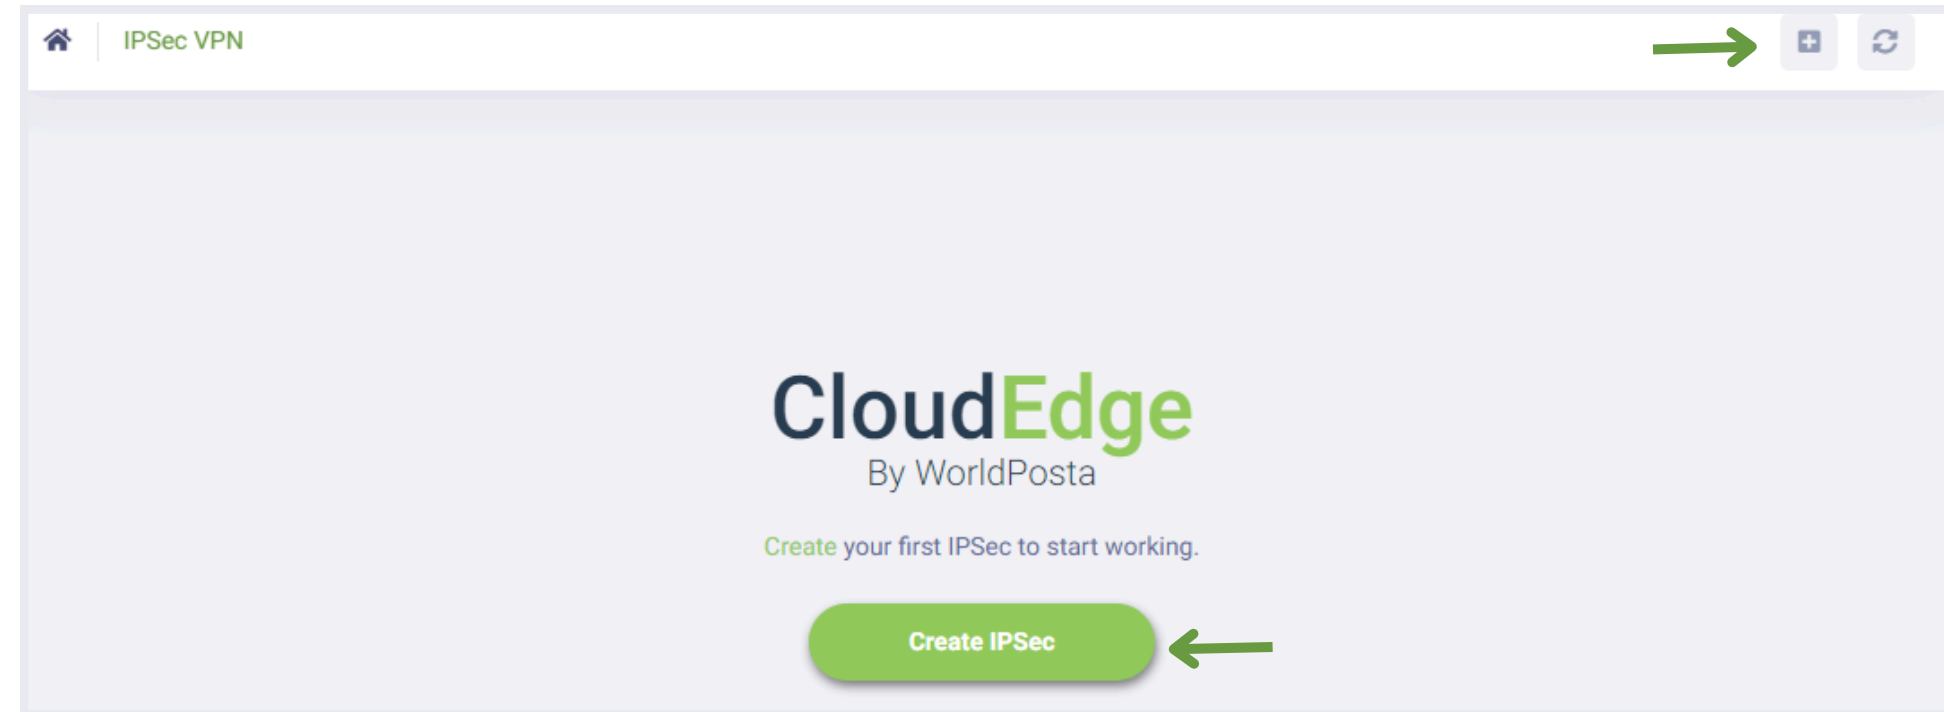 IPSec VPN
CloudEdge
By WorldPosta
Create your first IPSec to start working.
Create IPSec